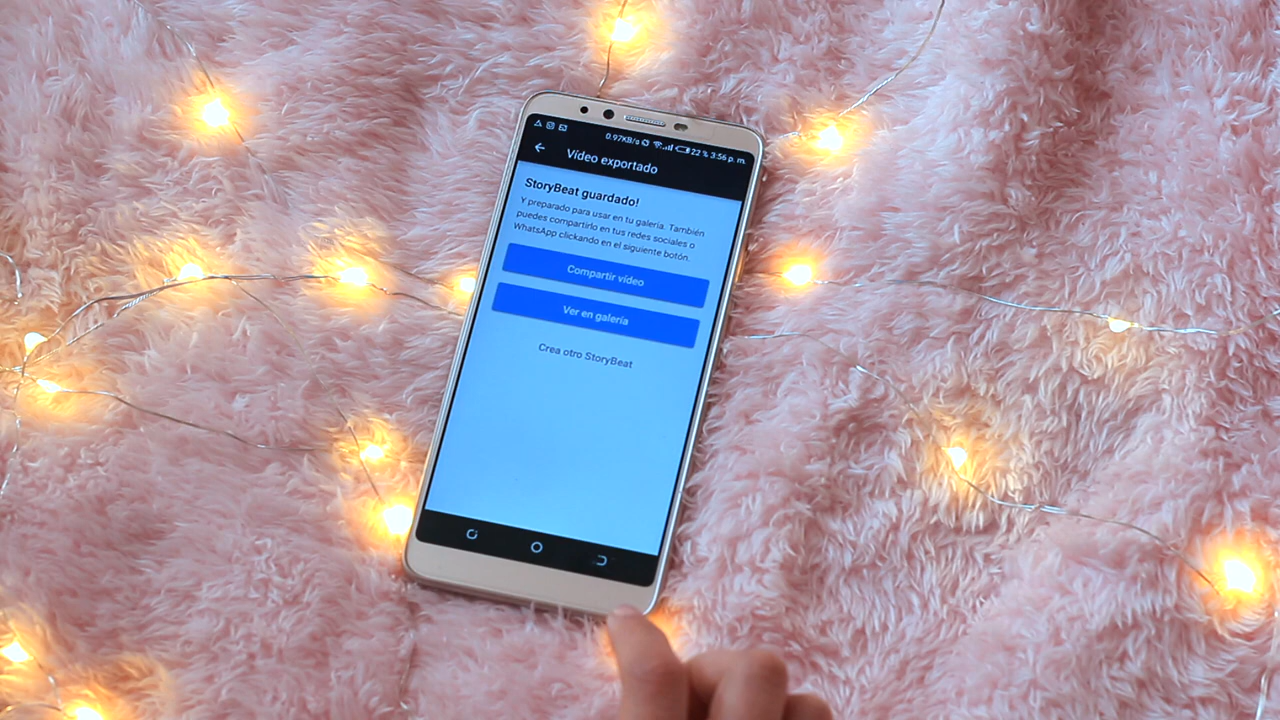 0.97KB/s 22 % 3:56 p. m.
Vídeo exportado
StoryBeat guardado!
Y preparado para usar en tu galería. También
puedes compartirlo en tus redes sociales o
WhatsApp clickando en el siguiente botón.
Compartir vídeo
Ver en galería
Crea otro StoryBeat